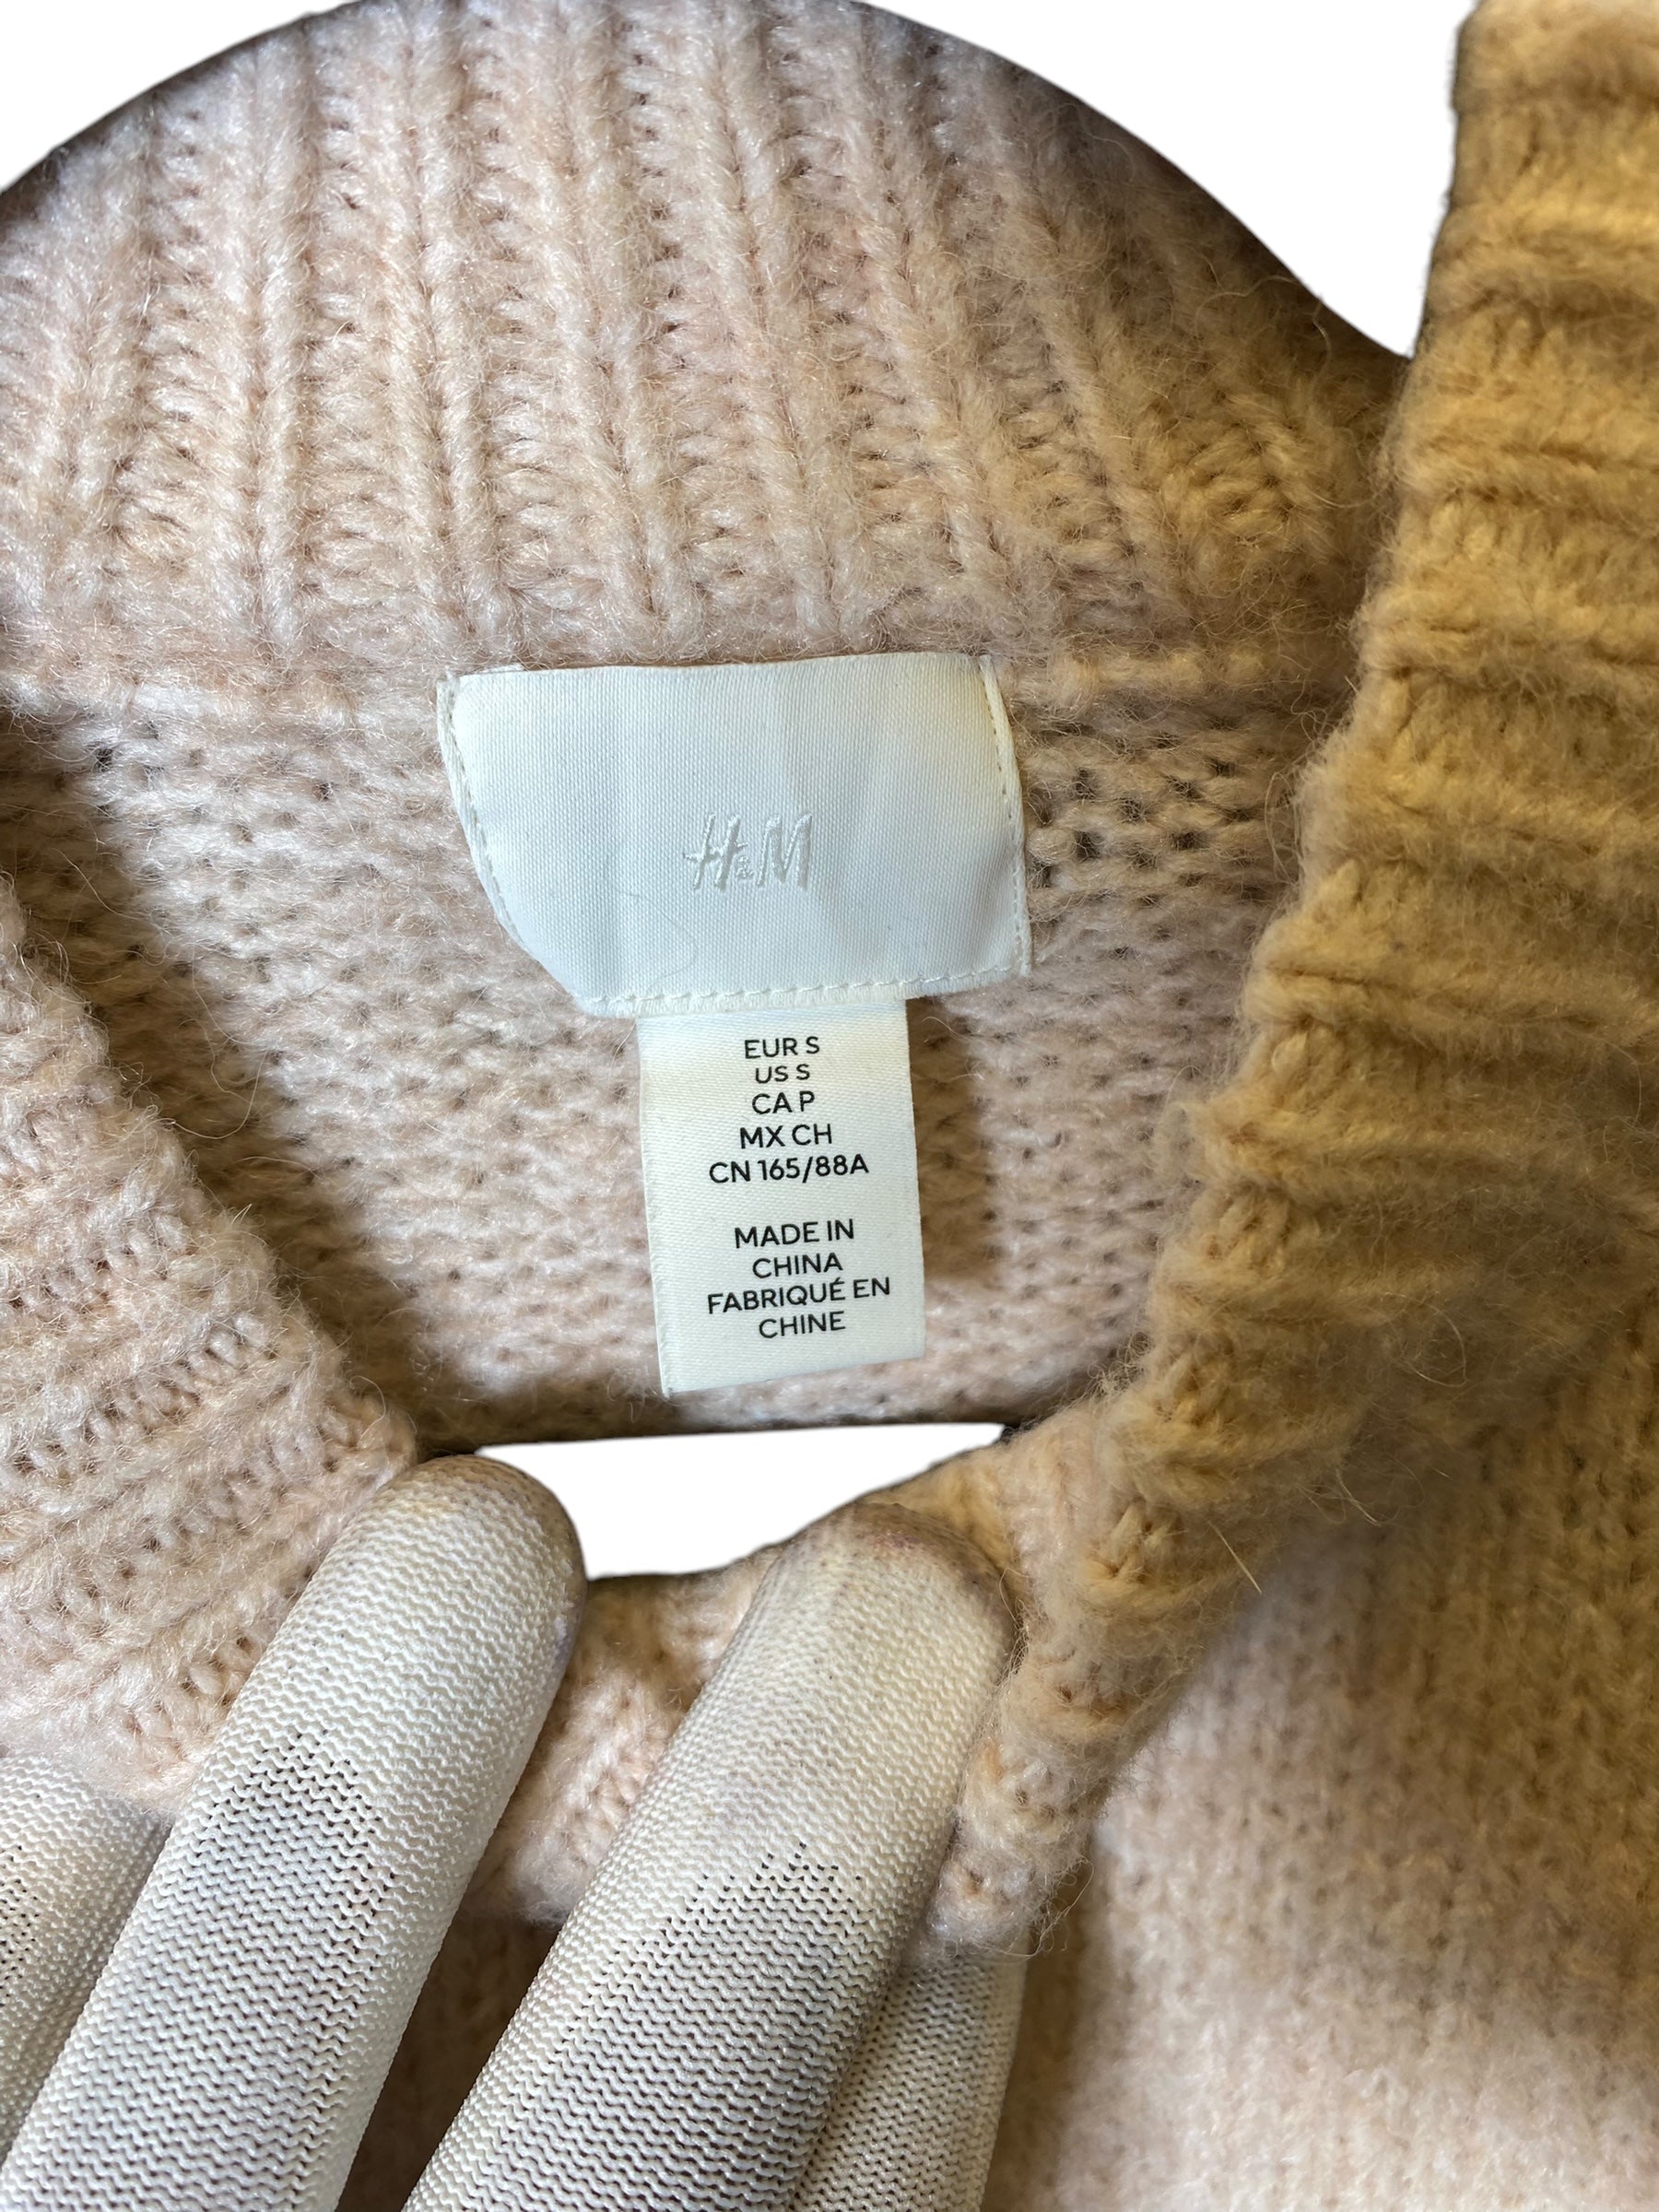 H&M
EUR S
US S
CA P
MX CH
CN 165/88A
MADE IN
CHINA
FABRIQUÉ EN
CHINE